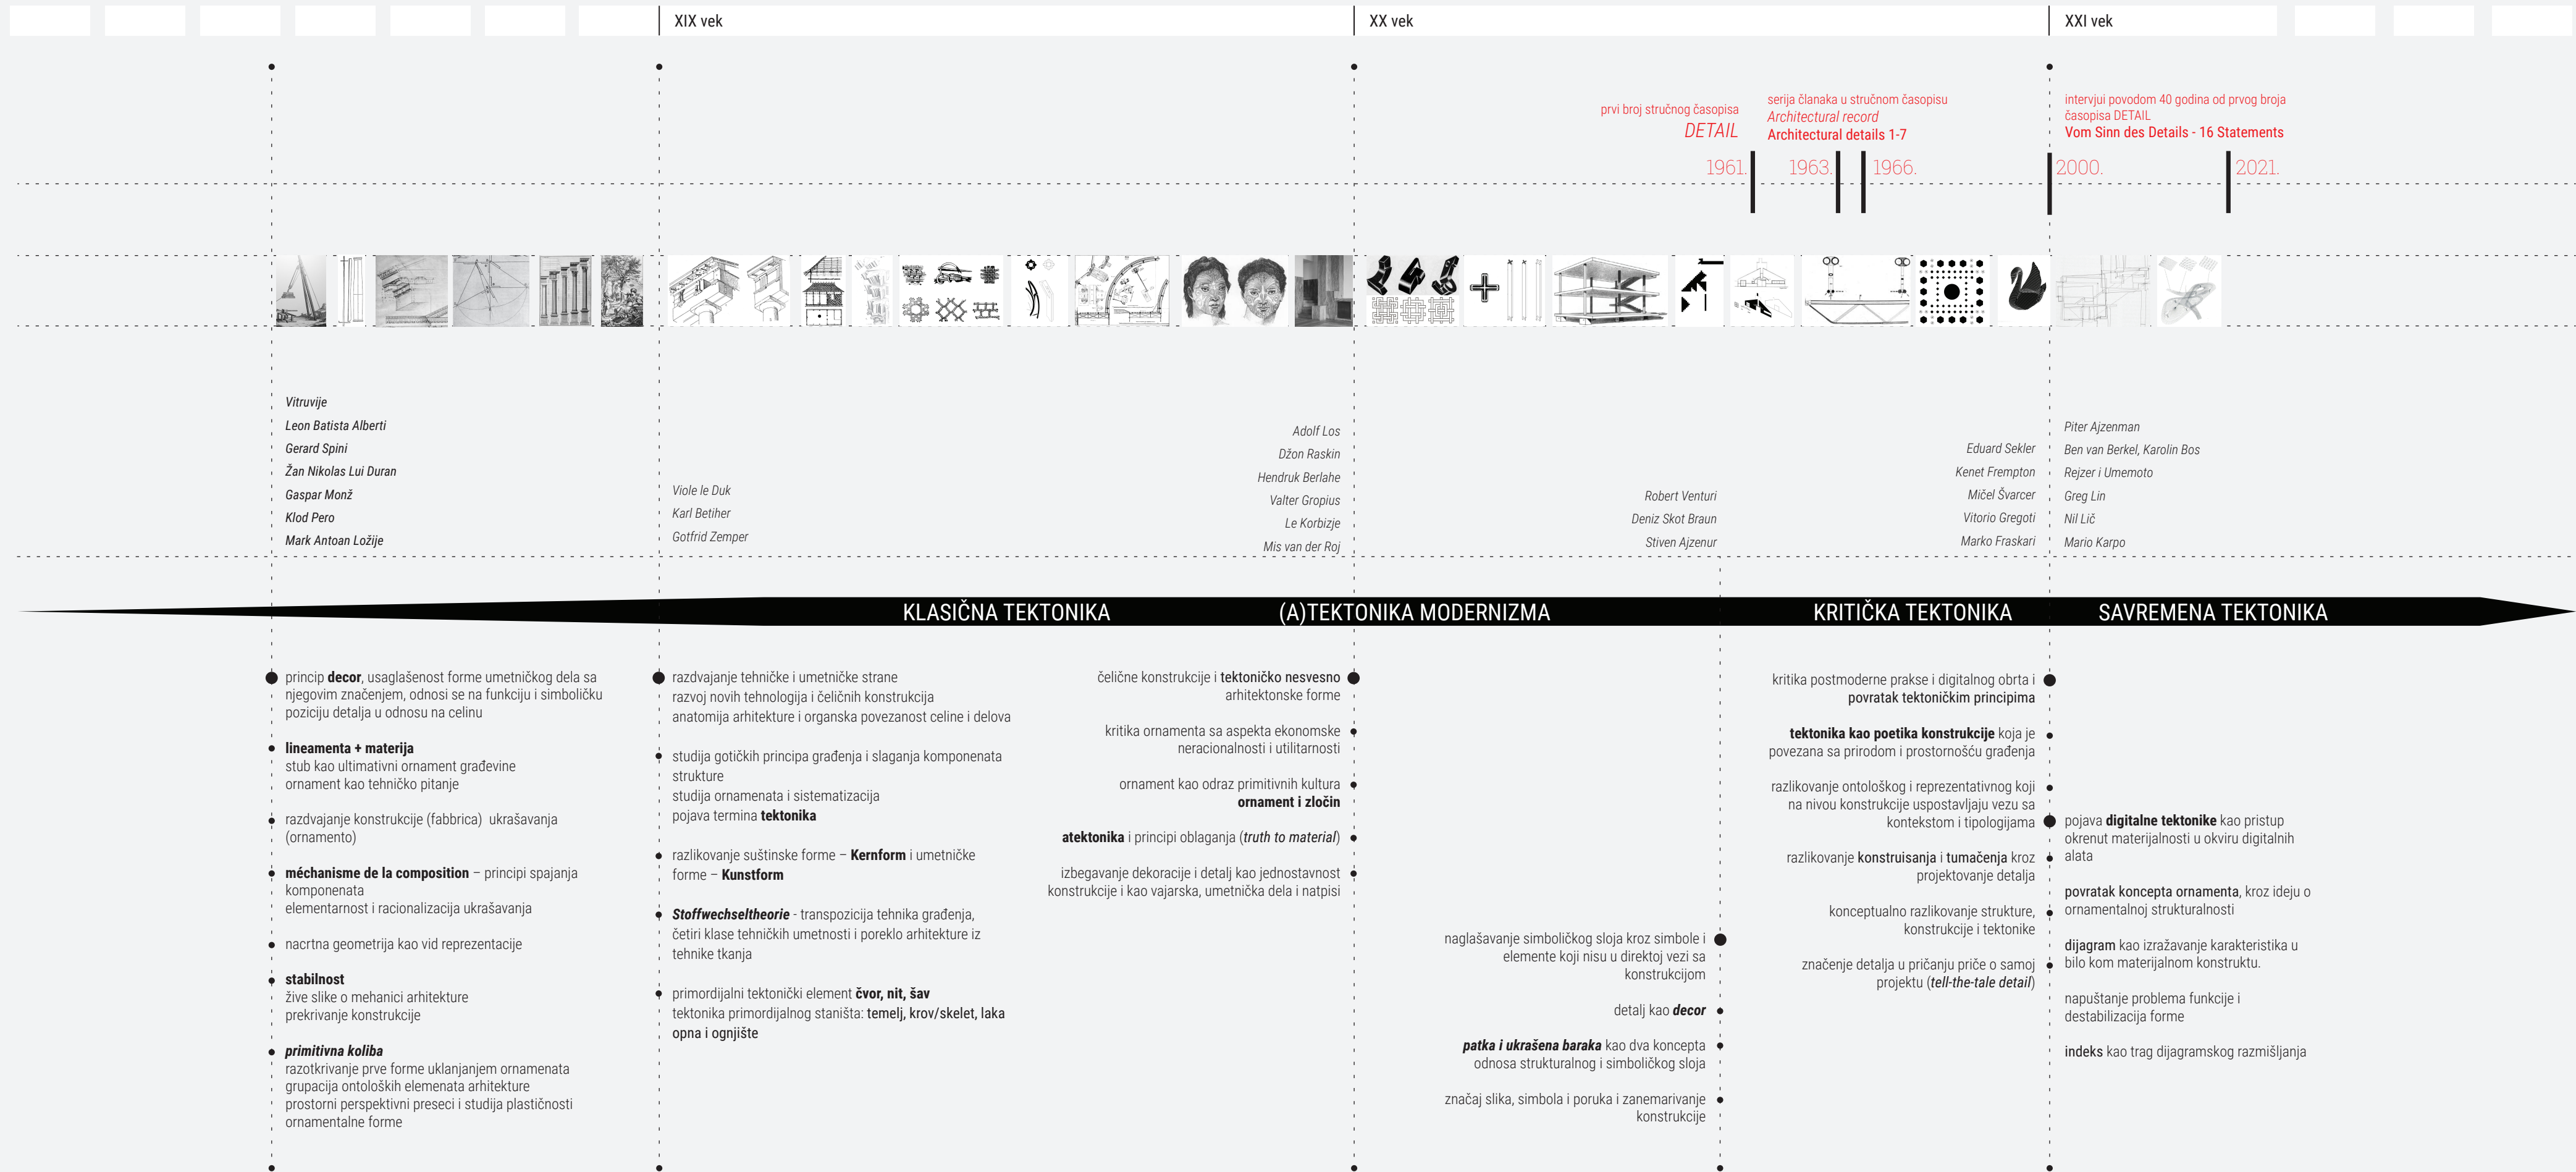 XIX vek
XX vek
XXI vek
prvi broj stručnog časopisa
DETAIL
serija članaka u stručnom časopisu
Architectural record
Architectural details 1-7
intervjui povodom 40 godina od prvog broja
časopisa DETAIL
Vom Sinn des Details - 16 Statements
1961.
1963.
1966.
2000.
2021.
Vitruvije
Leon Batista Alberti
Gerard Spini
Žan Nikolas Lui Duran
Gaspar Monž
Klod Pero
Mark Antoan Ložije
Viole le Duk
Karl Betiher
Gotfrid Zemper
Adolf Los
Džon Raskin
Hendruk Berlahe
Valter Gropius
Le Korbizje
Mis van der Roj
Robert Venturi
Deniz Skot Braun
Stiven Ajzenur
Eduard Sekler
Kenet Frempton
Mičel Švarcer
Vitorio Gregoti
Marko Fraskari
Piter Ajzenman
Ben van Berkel, Karolin Bos
Rejzer i Umemoto
Greg Lin
Nil Lič
Mario Karpo
KLASIČNA TEKTONIKA
(A)TEKTONIKA MODERNIZMA
KRITIČKA TEKTONIKA
SAVREMENA TEKTONIKA
princip decor, usaglašenost forme umetničkog dela sa
njegovim značenjem, odnosi se na funkciju i simboličku
poziciju detalja u odnosu na celinu
lineamenta + materija
stub kao ultimativni ornament građevine
ornament kao tehničko pitanje
razdvajanje konstrukcije (fabbrica) ukrašavanja
(ornamento)
méchanisme de la composition – principi spajanja
komponenata
elementarnost i racionalizacija ukrašavanja
nacrtna geometrija kao vid reprezentacije
stabilnost
žive slike o mehanici arhitekture
prekrivanje konstrukcije
primitivna koliba
razotkrivanje prve forme uklanjanjem ornamenata
grupacija ontoloških elemenata arhitekture
prostorni perspektivni preseci i studija plastičnosti
ornamentalne forme
razdvajanje tehničke i umetničke strane
razvoj novih tehnologija i čeličnih konstrukcija
anatomija arhitekture i organska povezanost celine i delova
studija gotičkih principa građenja i slaganja komponenata
strukture
studija ornamenata i sistematizacija
pojava termina tektonika
razlikovanje suštinske forme – Kernform i umetničke
forme – Kunstform
Stoffwechseltheorie - transpozicija tehnika građenja,
četiri klase tehničkih umetnosti i poreklo arhitekture iz
tehnike tkanja
primordijalni tektonički element čvor, nit, šav
tektonika primordijalnog staništa: temelj, krov/skelet, laka
opna i ognjište
čelične konstrukcije i tektoničko nesvesno
arhitektonske forme
kritika ornamenta sa aspekta ekonomske
neracionalnosti i utilitarnosti
ornament kao odraz primitivnih kultura
ornament i zločin
atektonika i principi oblaganja (truth to material)
izbegavanje dekoracije i detalj kao jednostavnost
konstrukcije i kao vajarska, umetnička dela i natpisi
naglašavanje simboličkog sloja kroz simbole i
elemente koji nisu u direktoj vezi sa
konstrukcijom
detalj kao decor
patka i ukrašena baraka kao dva koncepta
odnosa strukturalnog i simboličkog sloja
značaj slika, simbola i poruka i zanemarivanje
konstrukcije
kritika postmoderne prakse i digitalnog obrta i
povratak tektoničkim principima
tektonika kao poetika konstrukcije koja je
povezana sa prirodom i prostornošću građenja
razlikovanje ontološkog i reprezentativnog koji
na nivou konstrukcije uspostavljaju vezu sa
kontekstom i tipologijama
razlikovanje konstruisanja i tumačenja kroz
projektovanje detalja
konceptualno razlikovanje strukture,
konstrukcije i tektonike
značenje detalja u pričanju priče o samoj
projektu (tell-the-tale detail)
pojava digitalne tektonike kao pristup
okrenut materijalnosti u okviru digitalnih
alata
povratak koncepta ornamenta, kroz ideju o
ornamentalnoj strukturalnosti
dijagram kao izražavanje karakteristika u
bilo kom materijalnom konstruktu.
napuštanje problema funkcije i
destabilizacija forme
indeks kao trag dijagramskog razmišljanja